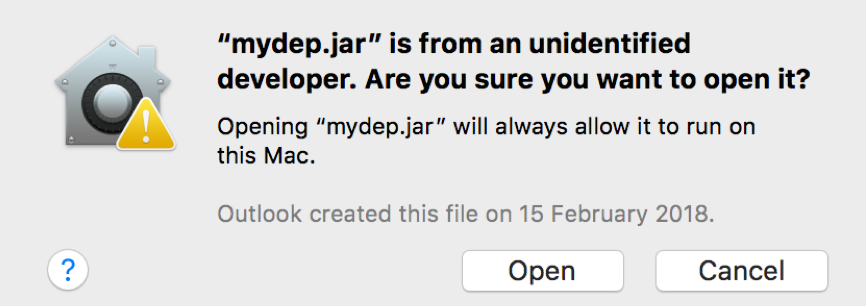 “mydep.jar” is from an unidentified
developer. Are you sure you want to open it?
Opening “mydep.jar” will always allow it to run on
this Mac.
Outlook created this file on 15 February 2018.
?
Open
Cancel